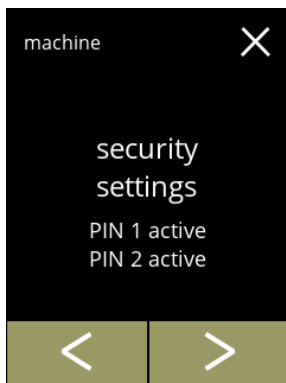 machine
security
settings
PIN 1 active
PIN 2 active